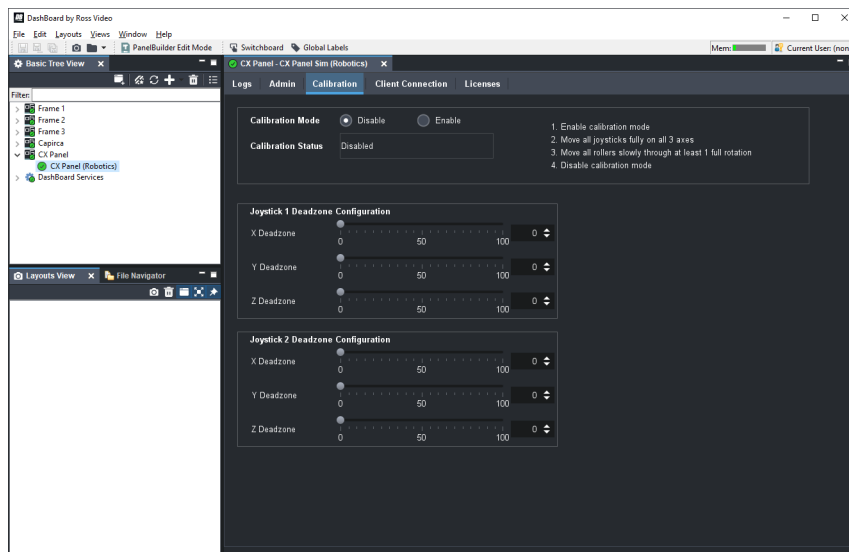 DashBoard by Ross Video
File Edit Layouts Views Window Help
PanelBuilder Edit Mode Switchboard Global Labels Mem: Current User: (non
Basic Tree View
Filter:
Frame 1
Frame 2
Frame 3
Capirca
CX Panel
CX Panel (Robotics)
DashBoard Services
Layouts View File Navigator
CX Panel - CX Panel Sim (Robotics)
Logs Admin Calibration Client Connection Licenses
Calibration Mode Disable Enable
Calibration Status Disabled
1. Enable calibration mode
2. Move all joysticks fully on all 3 axes
3. Move all rollers slowly through at least 1 full rotation
4. Disable calibration mode
Joystick 1 Deadzone Configuration
X Deadzone 0 50 100 0
Y Deadzone 0 50 100 0
Z Deadzone 0 50 100 0
Joystick 2 Deadzone Configuration
X Deadzone 0 50 100 0
Y Deadzone 0 50 100 0
Z Deadzone 0 50 100 0